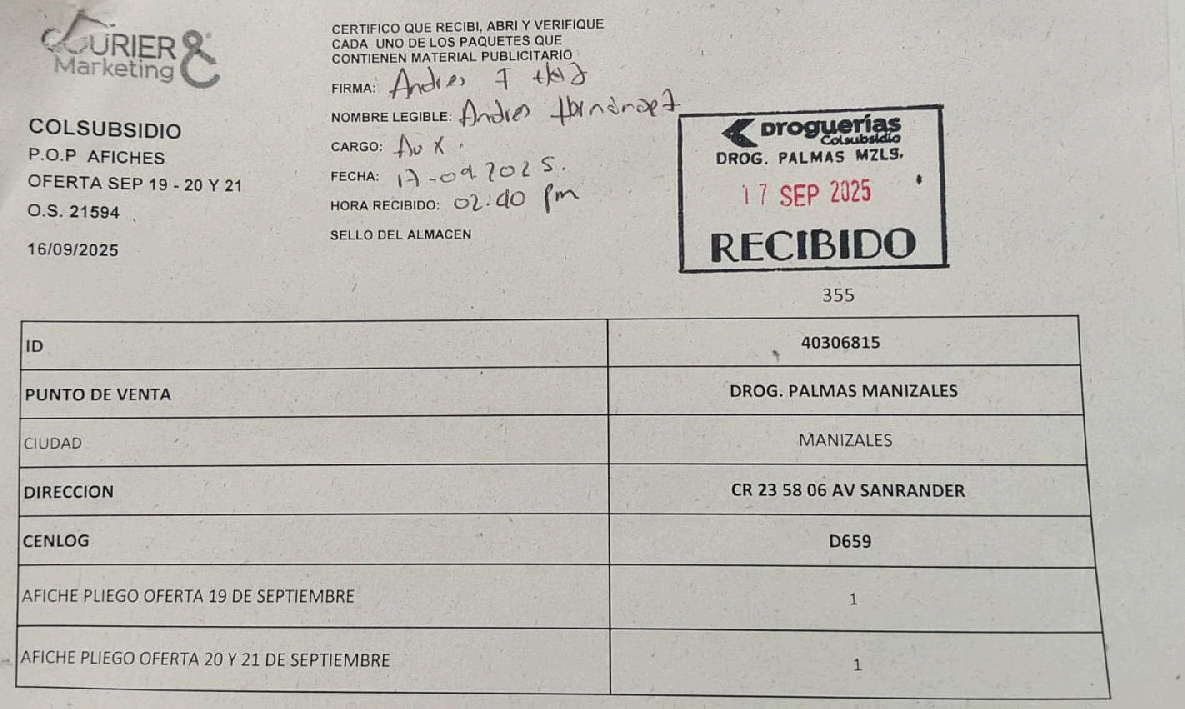 COURIER &
Marketing
COLSUBSIDIO
P.O.P AFICHES
OFERTA SEP 19 - 20 Y 21
O.S. 21594
16/09/2025
CERTIFICO QUE RECIBI, ABRI Y VERIFIQUE
CADA UNO DE LOS PAQUETES QUE
CONTIENEN MATERIAL PUBLICITARIO
FIRMA: Andres F
NOMBRE LEGIBLE: Andres Hernandez
CARGO: Aux.
FECHA: 17-09 2025.
HORA RECIBIDO: 02:40 pm
SELLO DEL ALMACEN
Droguerías
Colsubsidio
DROG. PALMAS MZLS.
17 SEP 2025
RECIBIDO
355
ID 40306815
PUNTO DE VENTA DROG. PALMAS MANIZALES
CIUDAD MANIZALES
DIRECCION CR 23 58 06 AV SANRANDER
CENLOG D659
AFICHE PLIEGO OFERTA 19 DE SEPTIEMBRE 1
AFICHE PLIEGO OFERTA 20 Y 21 DE SEPTIEMBRE 1